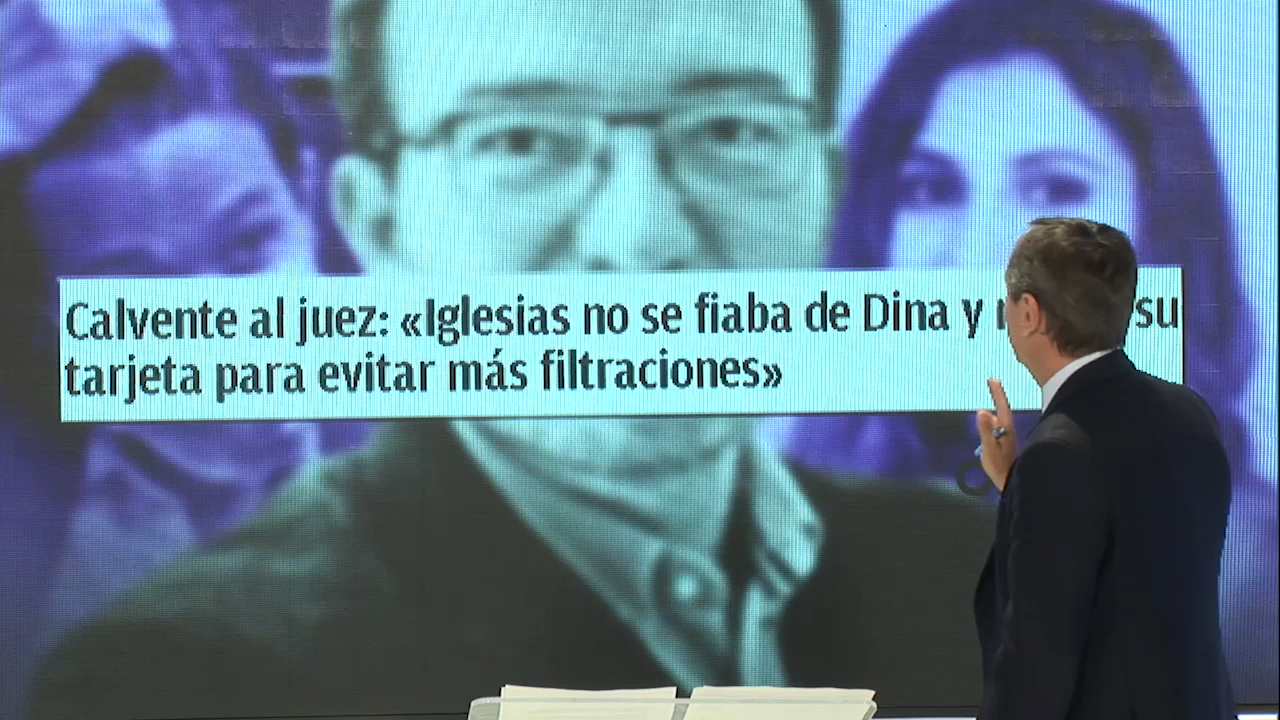 Calvente al juez: «Iglesias no se fiaba de Dina y su
tarjeta para evitar más filtraciones»